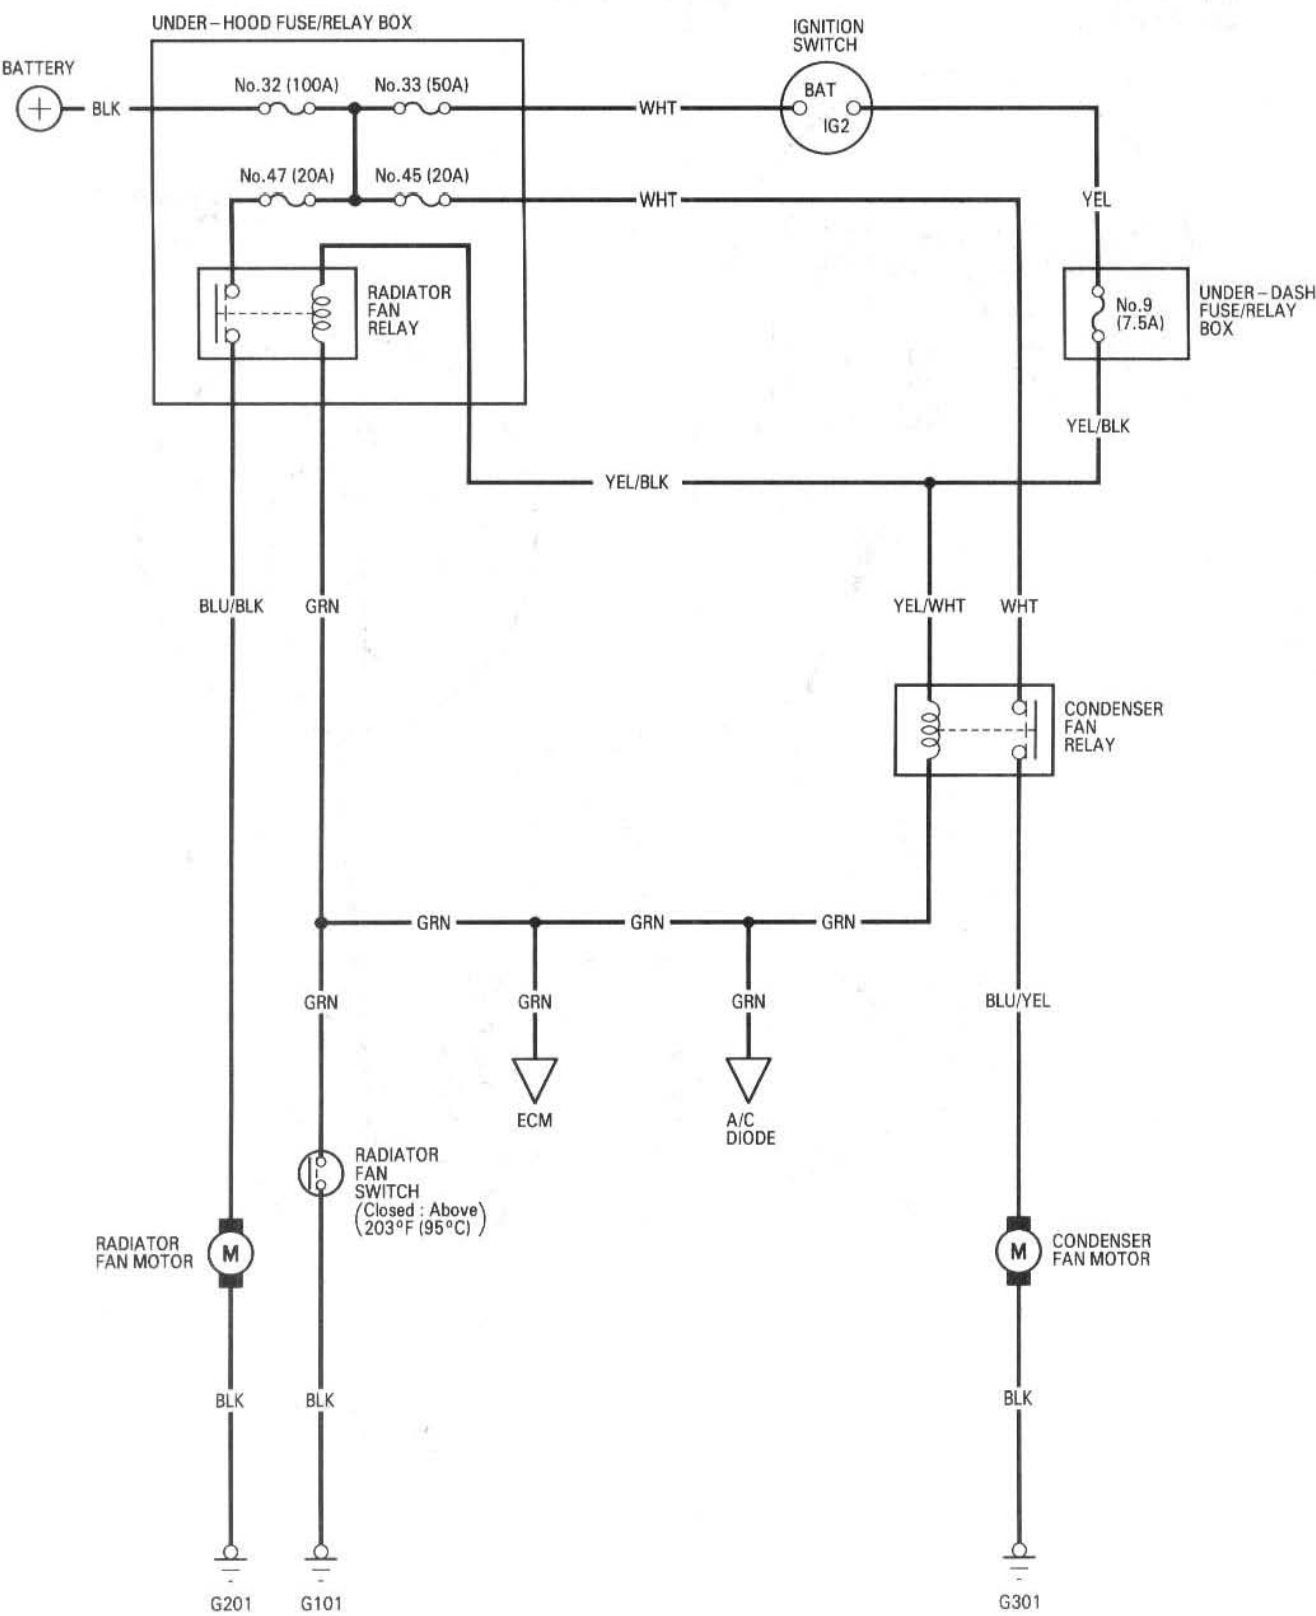 UNDER-HOOD FUSE/RELAY BOX
IGNITION
SWITCH
BATTERY
+
BLK
No.32 (100A)
No.33 (50A)
WHT
BAT
IG2
No.47 (20A)
No.45 (20A)
WHT
YEL
RADIATOR
FAN
RELAY
No.9
(7.5A)
UNDER-DASH
FUSE/RELAY
BOX
YEL/BLK
YEL/BLK
BLU/BLK
GRN
YEL/WHT
WHT
CONDENSER
FAN
RELAY
GRN
GRN
GRN
GRN
GRN
GRN
BLU/YEL
ECM
A/C
DIODE
RADIATOR
FAN
SWITCH
(Closed : Above
203°F (95°C))
RADIATOR
FAN MOTOR
M
M
CONDENSER
FAN MOTOR
BLK
BLK
BLK
G201
G101
G301